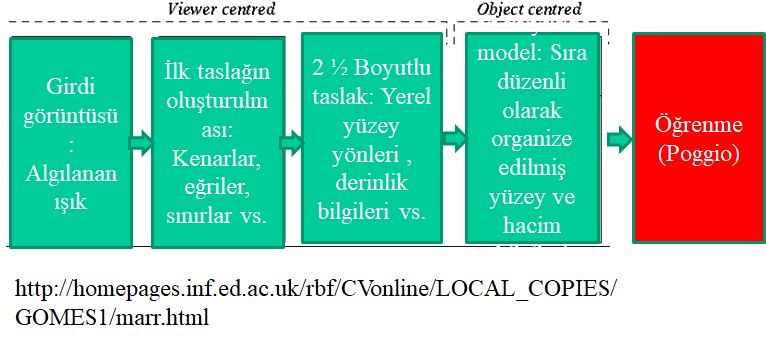 Viewer centred
Object centred
Girdi
görüntüsü
:
Algılanan
ışık
İlk taslağın
oluşturulm
ası:
Kenarlar,
eğriler,
sınırlar vs.
2 ½ Boyutlu
taslak: Yerel
yüzey
yönleri ,
derinlik
bilgileri vs.
model: Sıra
düzenli
olarak
organize
edilmiş
yüzey ve
hacim
Öğrenme
(Poggio)
http://homepages.inf.ed.ac.uk/rbf/CVonline/LOCAL_COPIES/
GOMES1/marr.html